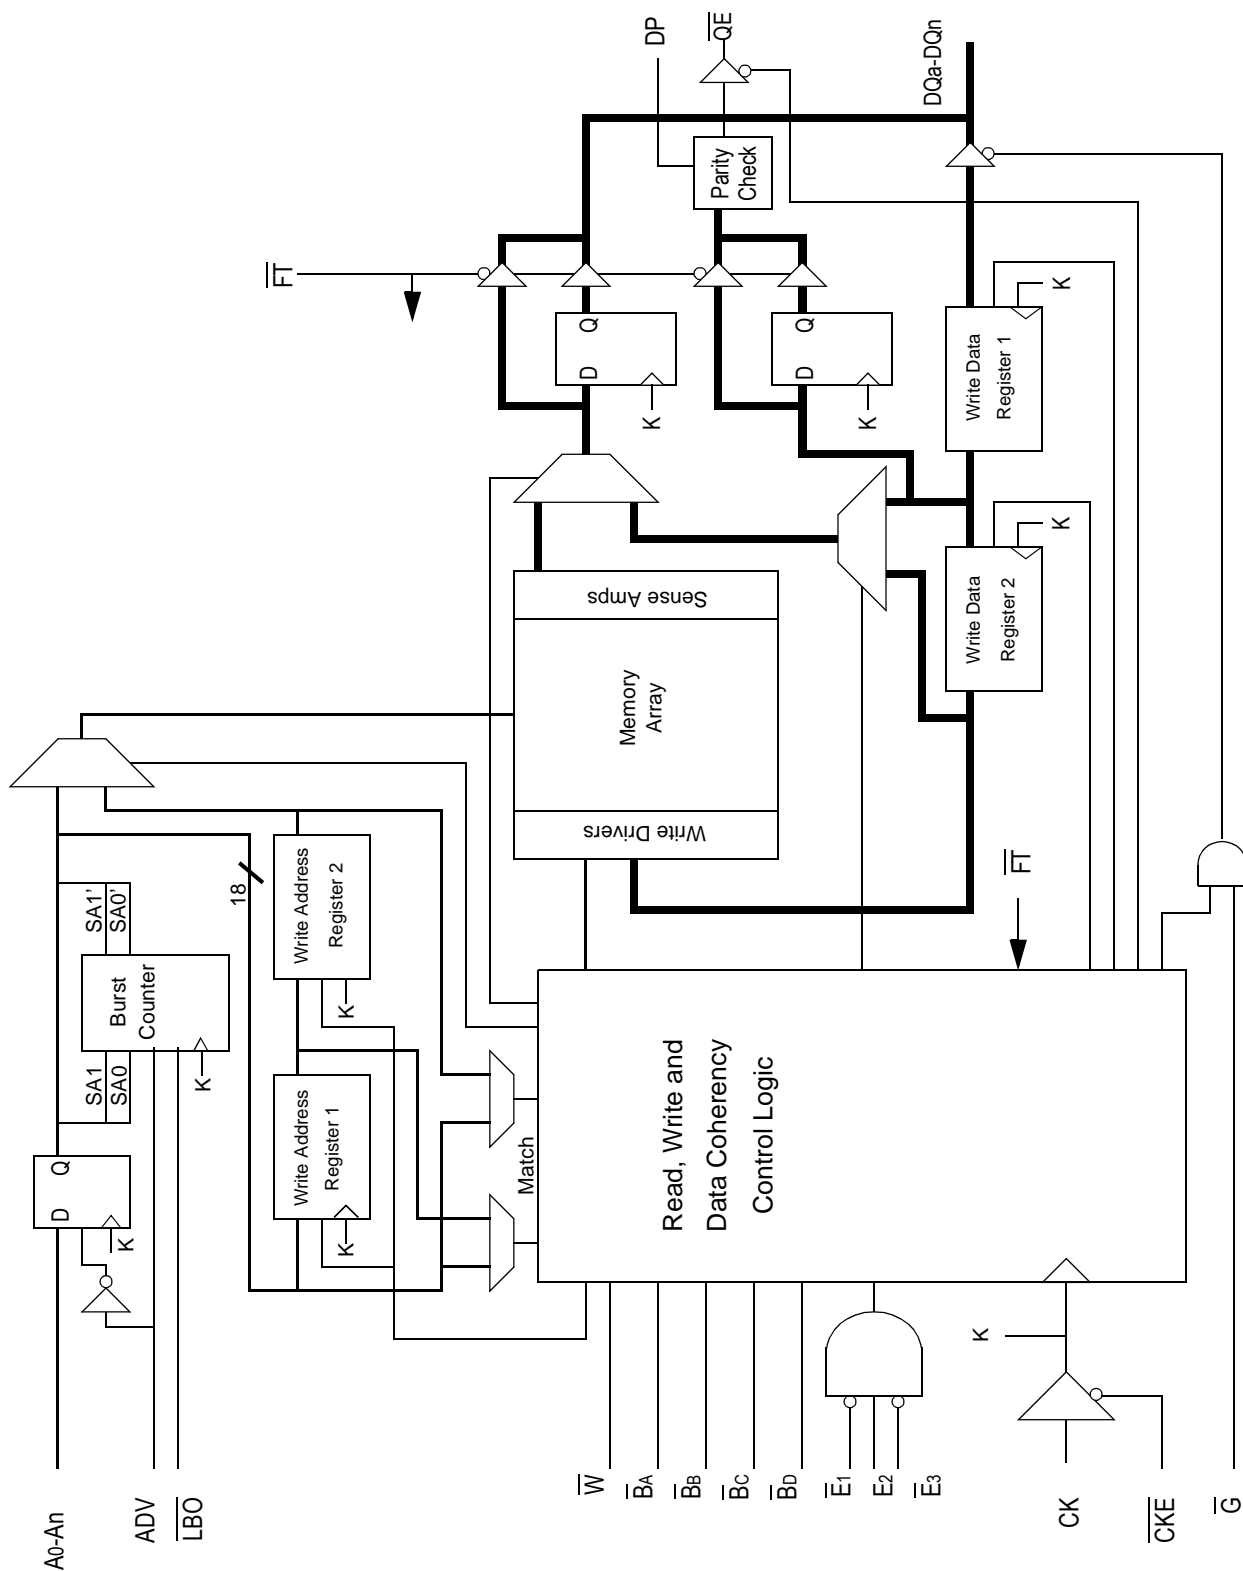 A0-An
ADV
LBO
D Q
K
SA1
SA0
Burst
Counter
K
SA1'
SA0'
18
Write Address
Register 1
K
Write Address
Register 2
K
Match
W
BA
BB
BC
BD
E1
E2
E3
CK
CKE
G
K
Read, Write and
Data Coherency
Control Logic
FT
Write Drivers
Memory
Array
Sense Amps
Write Data
Register 2
K
Write Data
Register 1
K
D Q
K
D Q
K
FT
Parity
Check
DP
QE
DQa-DQn